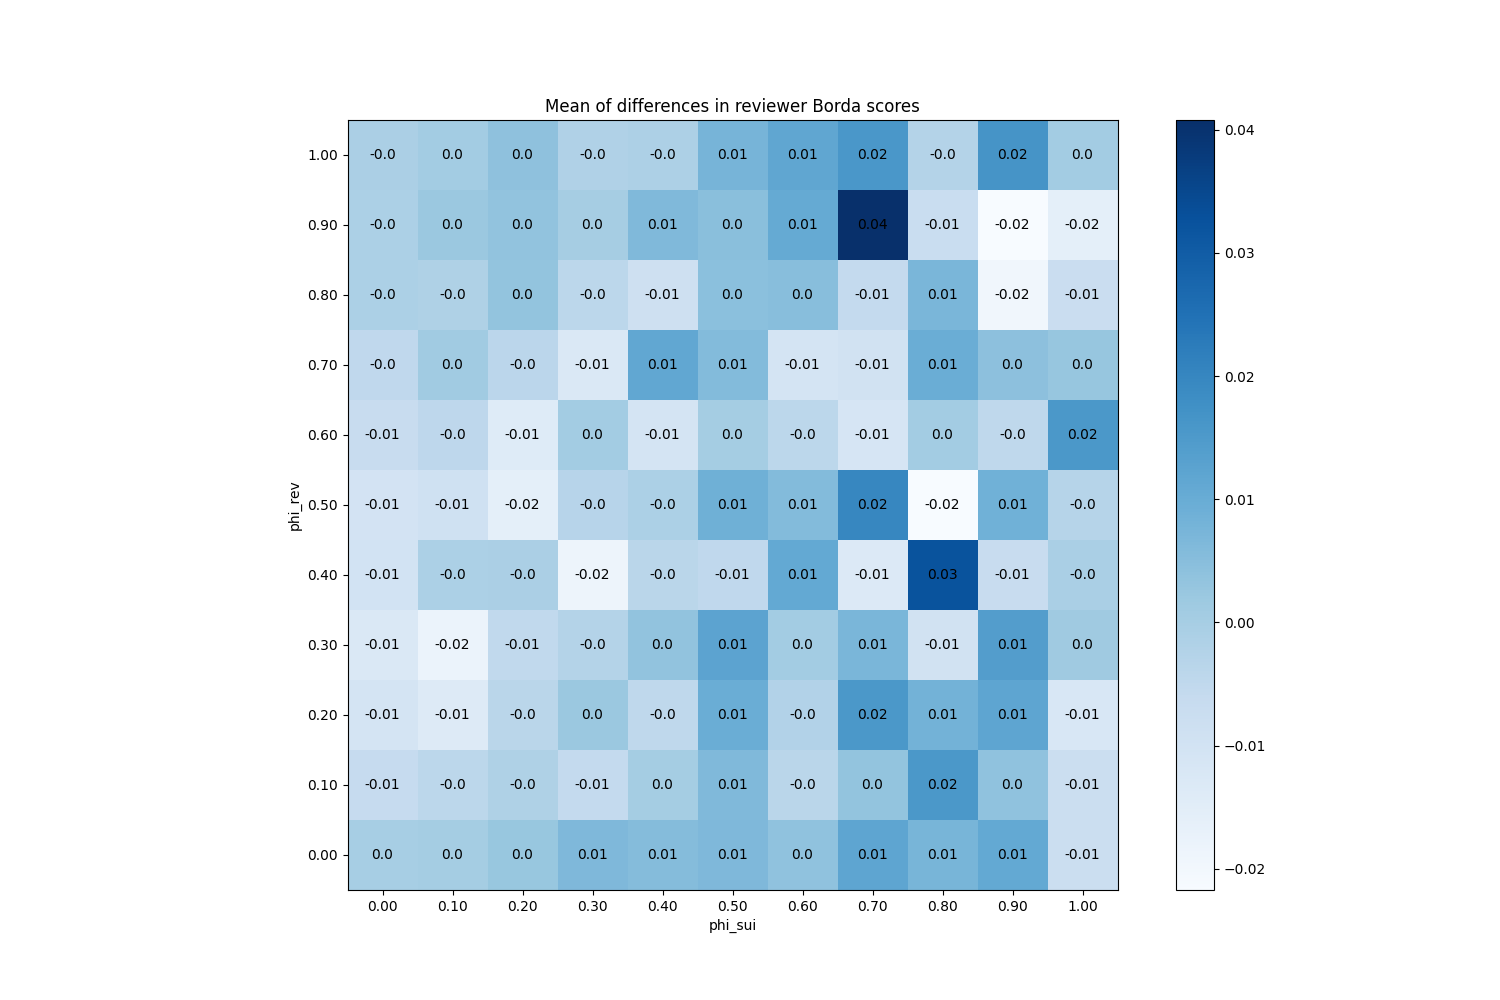 Mean of differences in reviewer Borda scores
1.00 -0.0 0.0 0.0 -0.0 -0.0 0.01 0.01 0.02 -0.0 0.02 0.0
0.90 -0.0 0.0 0.0 0.0 0.01 0.0 0.01 0.04 -0.01 -0.02 -0.02
0.80 -0.0 -0.0 0.0 -0.0 -0.01 0.0 0.0 -0.01 0.01 -0.02 -0.01
0.70 -0.0 0.0 -0.0 -0.01 0.01 0.01 -0.01 -0.01 0.01 0.0 0.0
0.60 -0.01 -0.0 -0.01 0.0 -0.01 0.0 -0.0 -0.01 0.0 -0.0 0.02
0.50 -0.01 -0.01 -0.02 -0.0 -0.0 0.01 0.01 0.02 -0.02 0.01 -0.0
0.40 -0.01 -0.0 -0.0 -0.02 -0.0 -0.01 0.01 -0.01 0.03 -0.01 -0.0
0.30 -0.01 -0.02 -0.01 -0.0 0.0 0.01 0.0 0.01 -0.01 0.01 0.0
0.20 -0.01 -0.01 -0.0 0.0 -0.0 0.01 -0.0 0.02 0.01 0.01 -0.01
0.10 -0.01 -0.0 -0.0 -0.01 0.0 0.01 -0.0 0.0 0.02 0.0 -0.01
0.00 0.0 0.0 0.0 0.01 0.01 0.01 0.0 0.01 0.01 0.01 -0.01
0.00 0.10 0.20 0.30 0.40 0.50 0.60 0.70 0.80 0.90 1.00
phi_sui
phi_rev
0.04
0.03
0.02
0.01
0.00
−0.01
−0.02